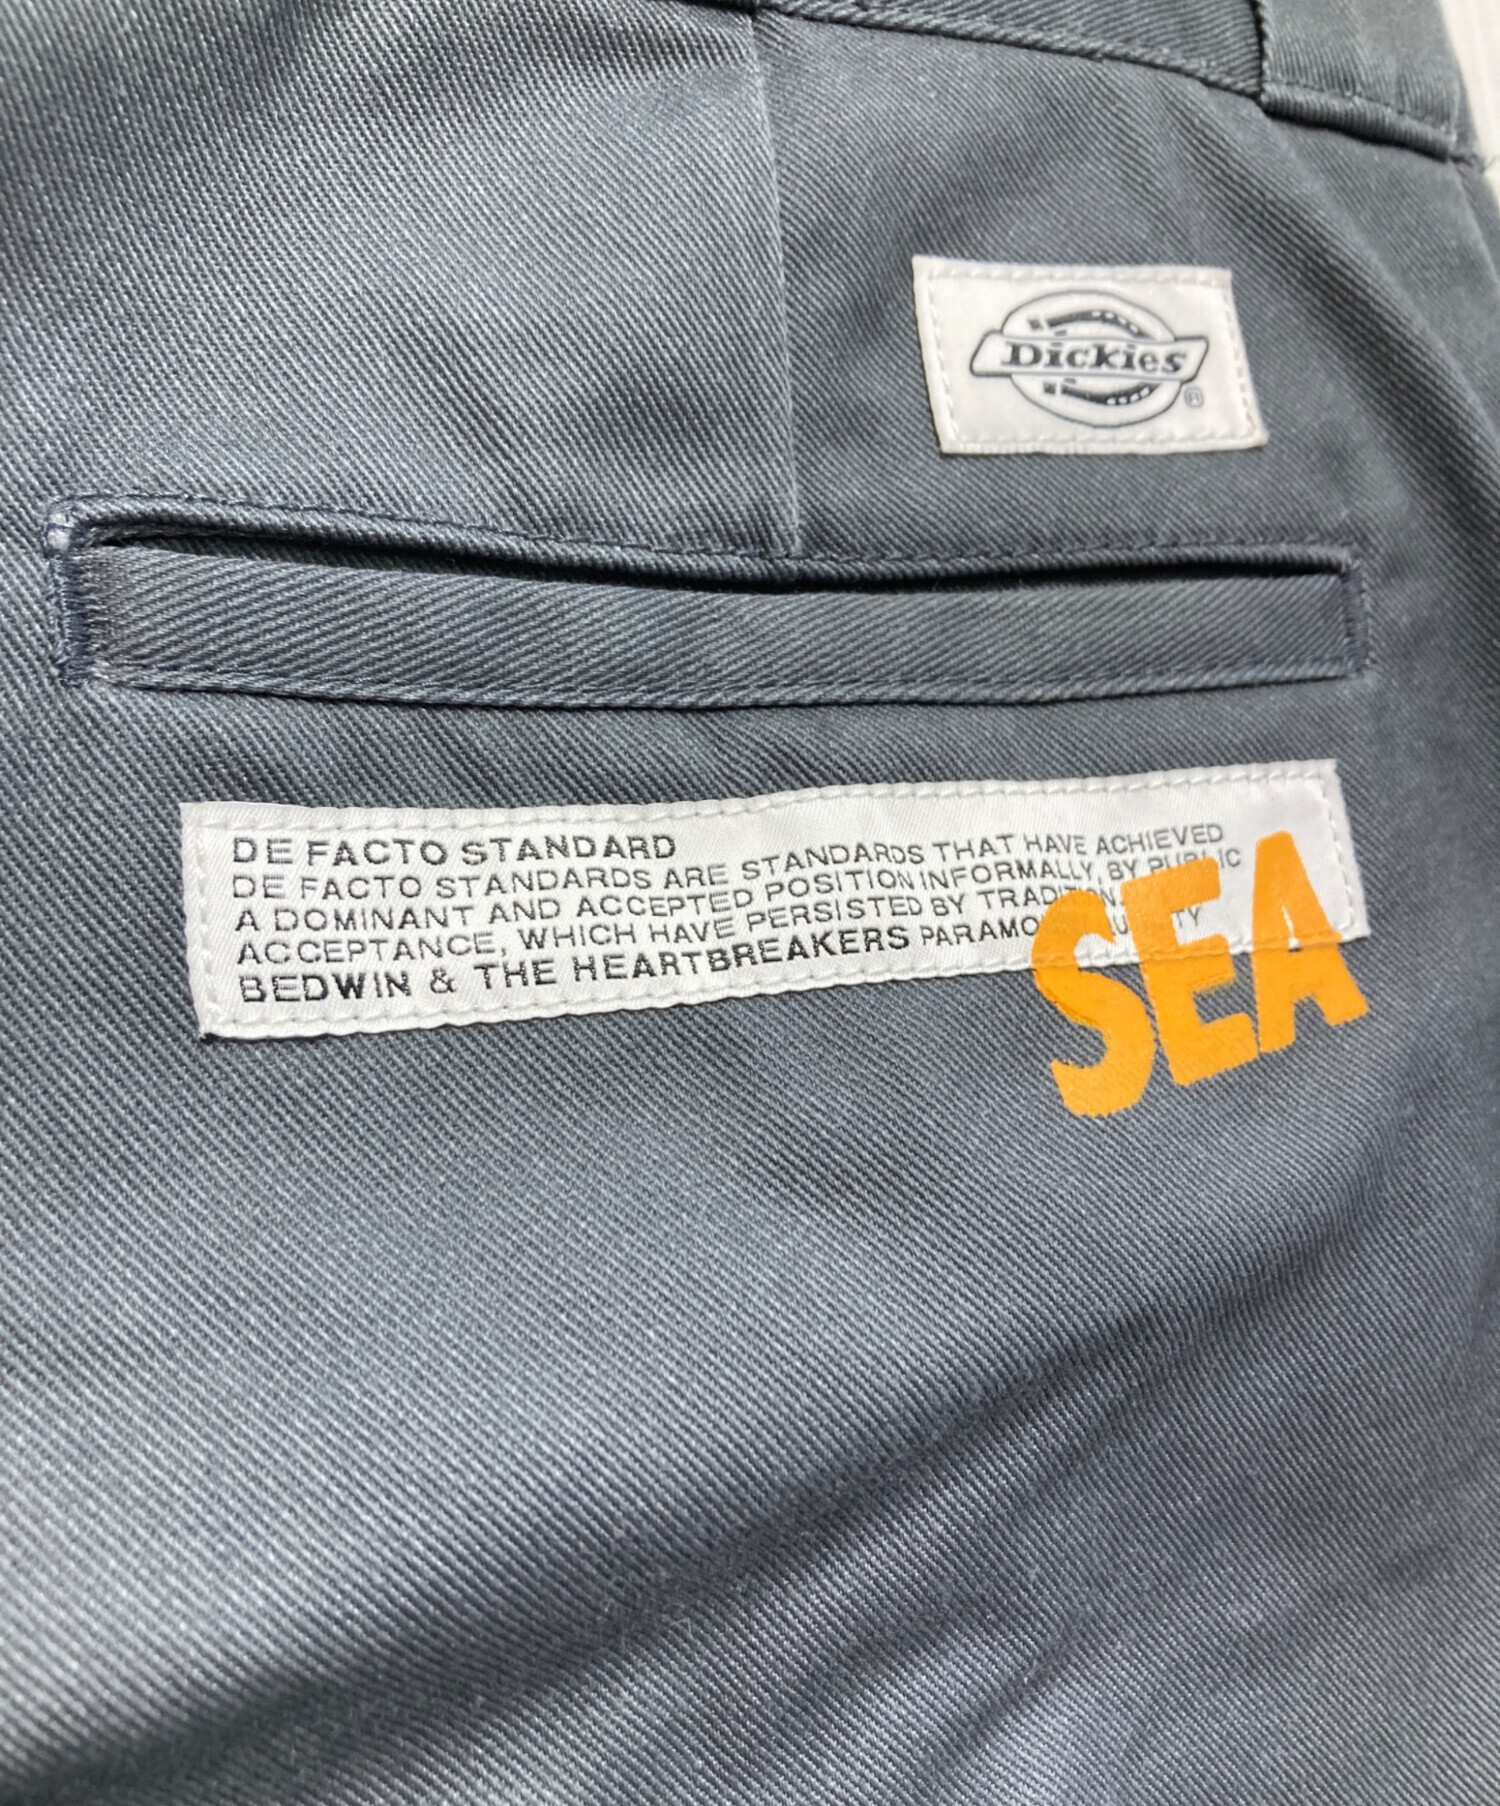 Dickies
®
DE FACTO STANDARD
DE FACTO STANDARDS ARE STANDARDS THAT HAVE ACHIEVED
A DOMINANT AND ACCEPTED POSITION INFORMALLY, BY PUBLIC
ACCEPTANCE, WHICH HAVE PERSISTED BY
BEDWIN & THE HEARTBREAKERS
SEA